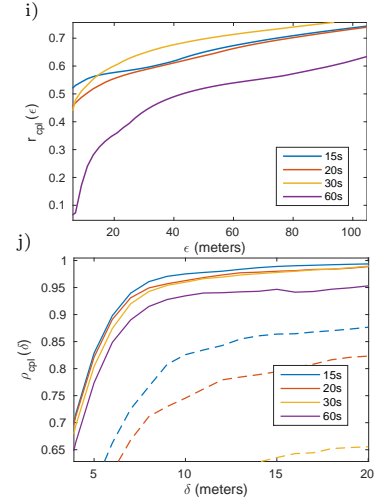 i)
0.7
0.6
0.5
0.4
0.3
0.2
0.1
r_cpl(ϵ)
15s
20s
30s
60s
20 40 60 80 100
ϵ (meters)
j)
1
0.95
0.9
0.85
0.8
0.75
0.7
0.65
ρ_cpl(δ)
15s
20s
30s
60s
5 10 15 20
δ (meters)